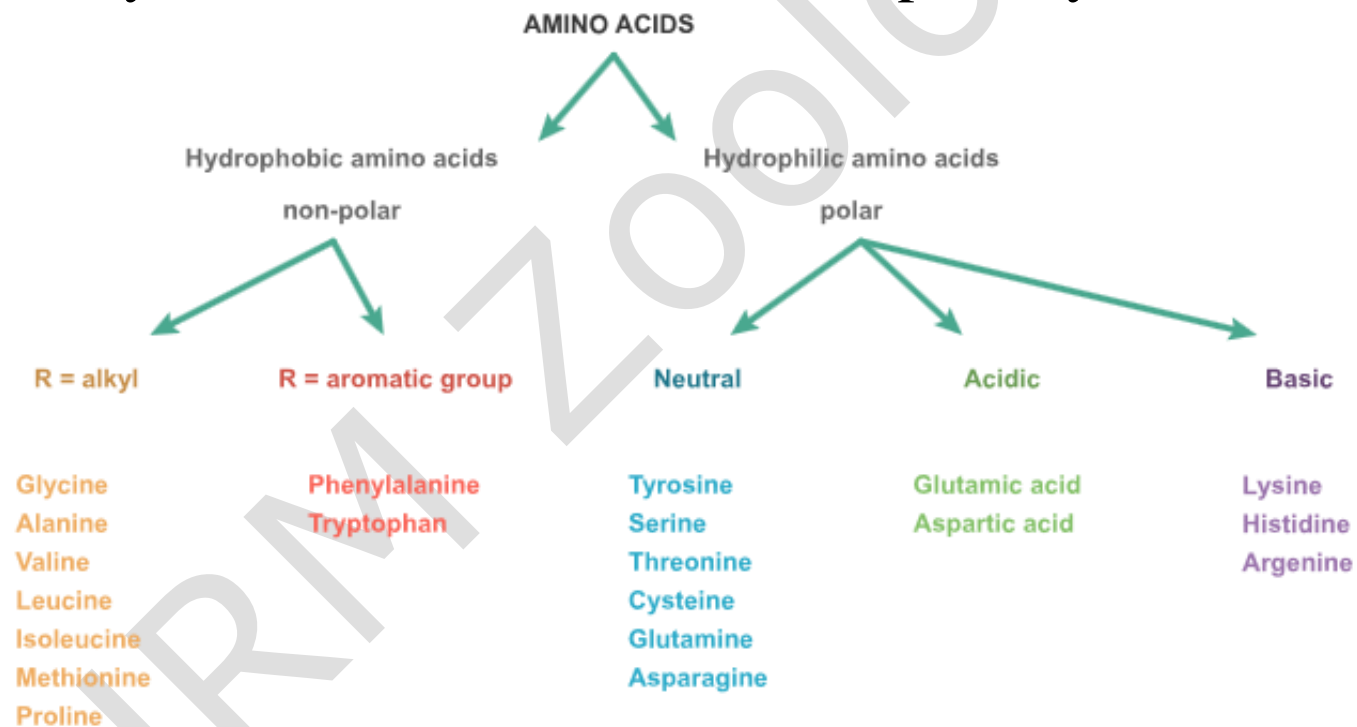 AMINO ACIDS
Hydrophobic amino acids
Hydrophilic amino acids
non-polar
polar
R = alkyl
R = aromatic group
Neutral
Acidic
Basic
Glycine
Alanine
Valine
Leucine
Isoleucine
Methionine
Proline
Phenylalanine
Tryptophan
Tyrosine
Serine
Threonine
Cysteine
Glutamine
Asparagine
Glutamic acid
Aspartic acid
Lysine
Histidine
Argenine